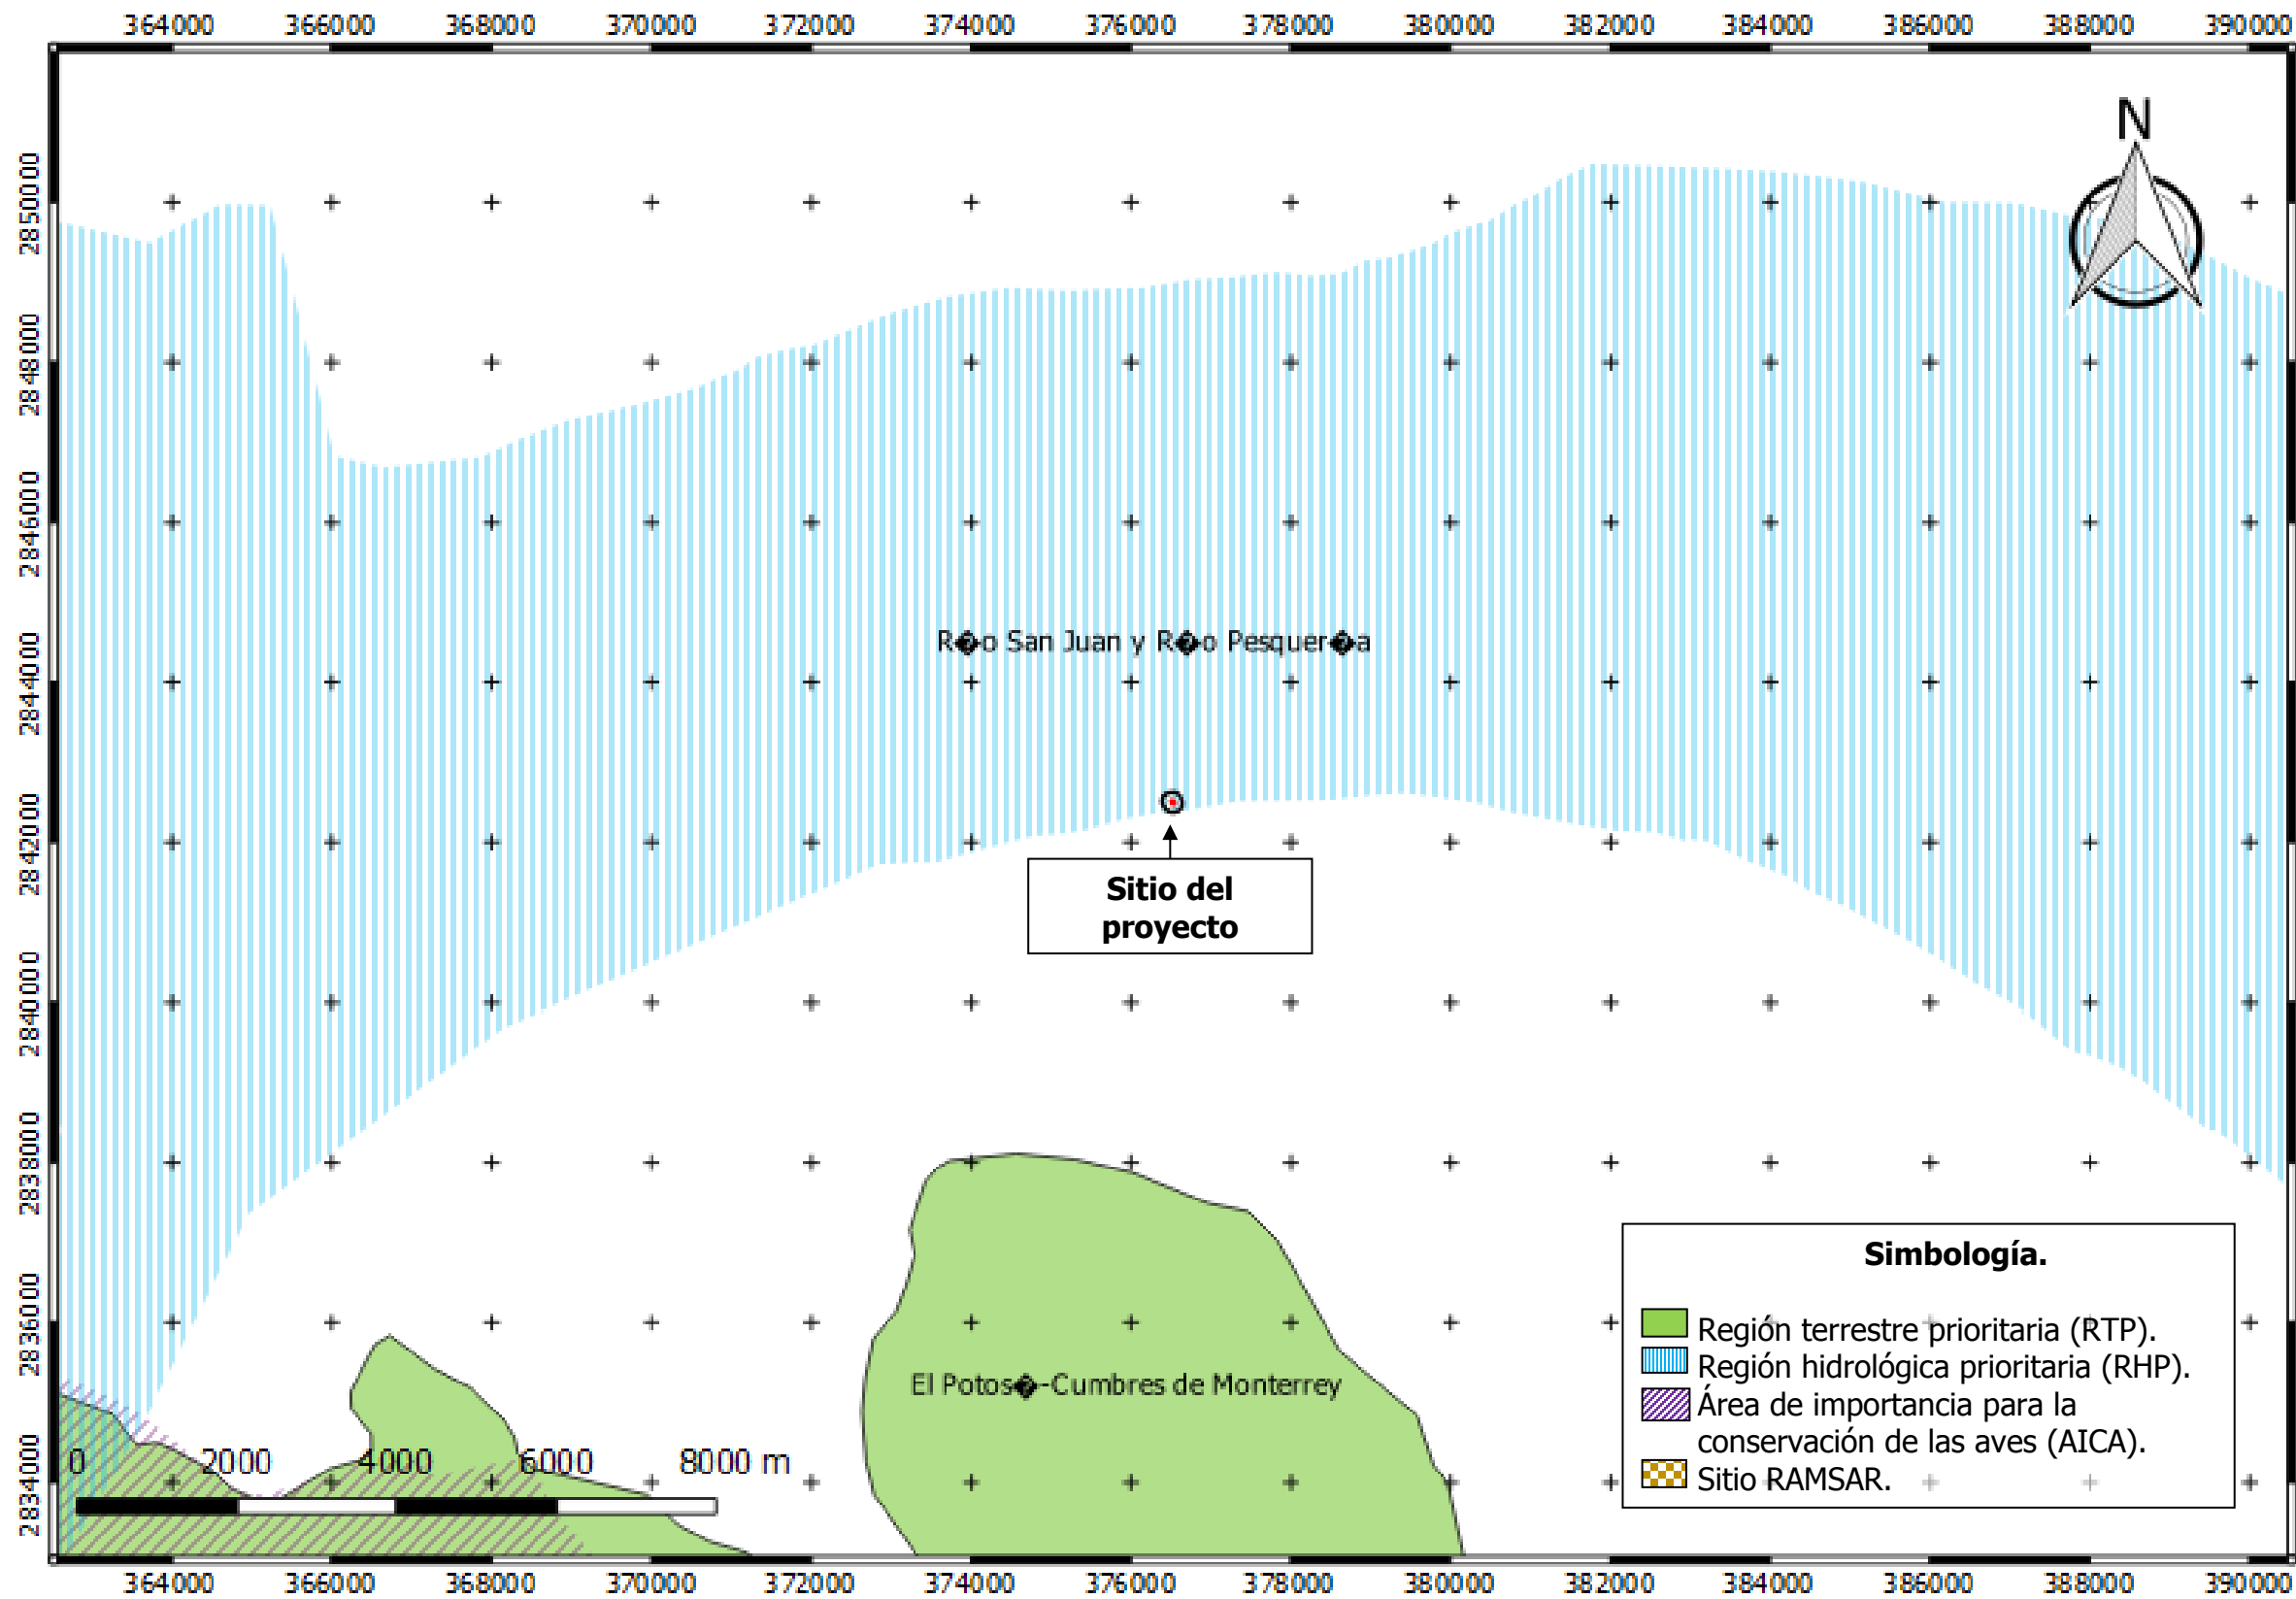 364000 366000 368000 370000 372000 374000 376000 378000 380000 382000 384000 386000 388000 390000
N
2850000
2848000
2846000
2844000
2842000
2840000
2838000
2836000
2834000
R�o San Juan y R�o Pesquer�a
Sitio del
proyecto
El Potos�-Cumbres de Monterrey
Simbología.
Región terrestre prioritaria (RTP).
Región hidrológica prioritaria (RHP).
Área de importancia para la
conservación de las aves (AICA).
Sitio RAMSAR.
0 2000 4000 6000 8000 m
364000 366000 368000 370000 372000 374000 376000 378000 380000 382000 384000 386000 388000 390000